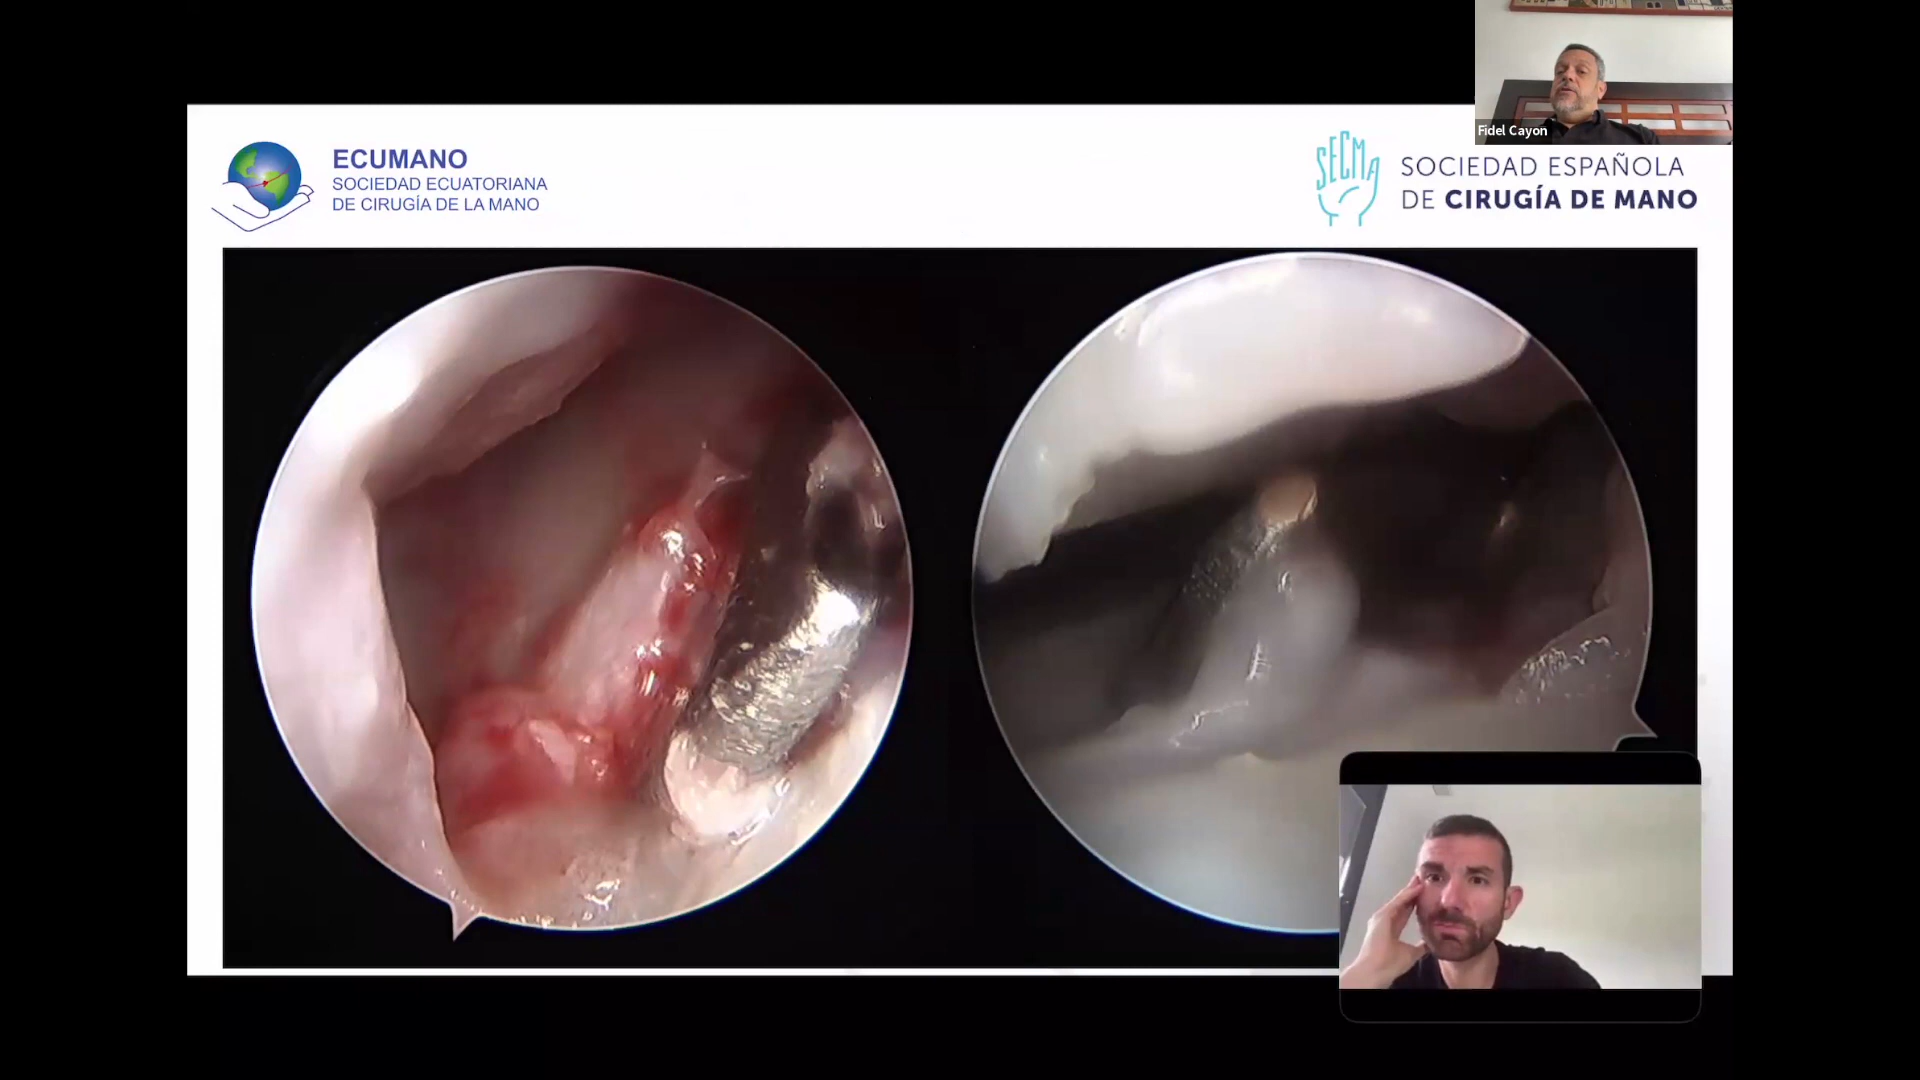 Fidel Cayon
ECUMANO
SOCIEDAD ECUATORIANA
DE CIRUGÍA DE LA MANO
SECMA
SOCIEDAD ESPAÑOLA
DE CIRUGÍA DE MANO